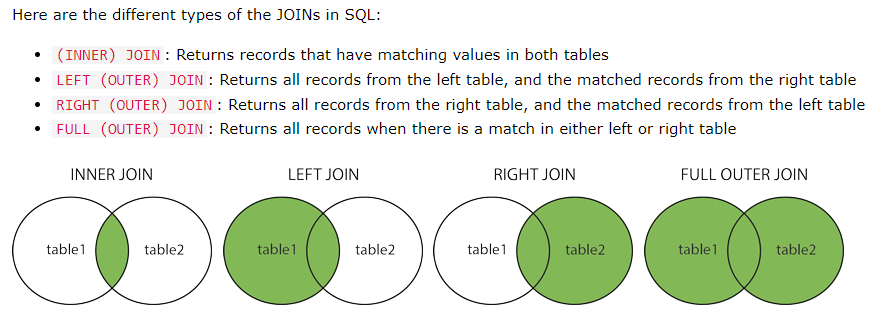 Here are the different types of the JOINs in SQL:
• (INNER) JOIN : Returns records that have matching values in both tables
• LEFT (OUTER) JOIN : Returns all records from the left table, and the matched records from the right table
• RIGHT (OUTER) JOIN : Returns all records from the right table, and the matched records from the left table
• FULL (OUTER) JOIN : Returns all records when there is a match in either left or right table
INNER JOIN LEFT JOIN RIGHT JOIN FULL OUTER JOIN
table1 table2 table1 table2 table1 table2 table1 table2